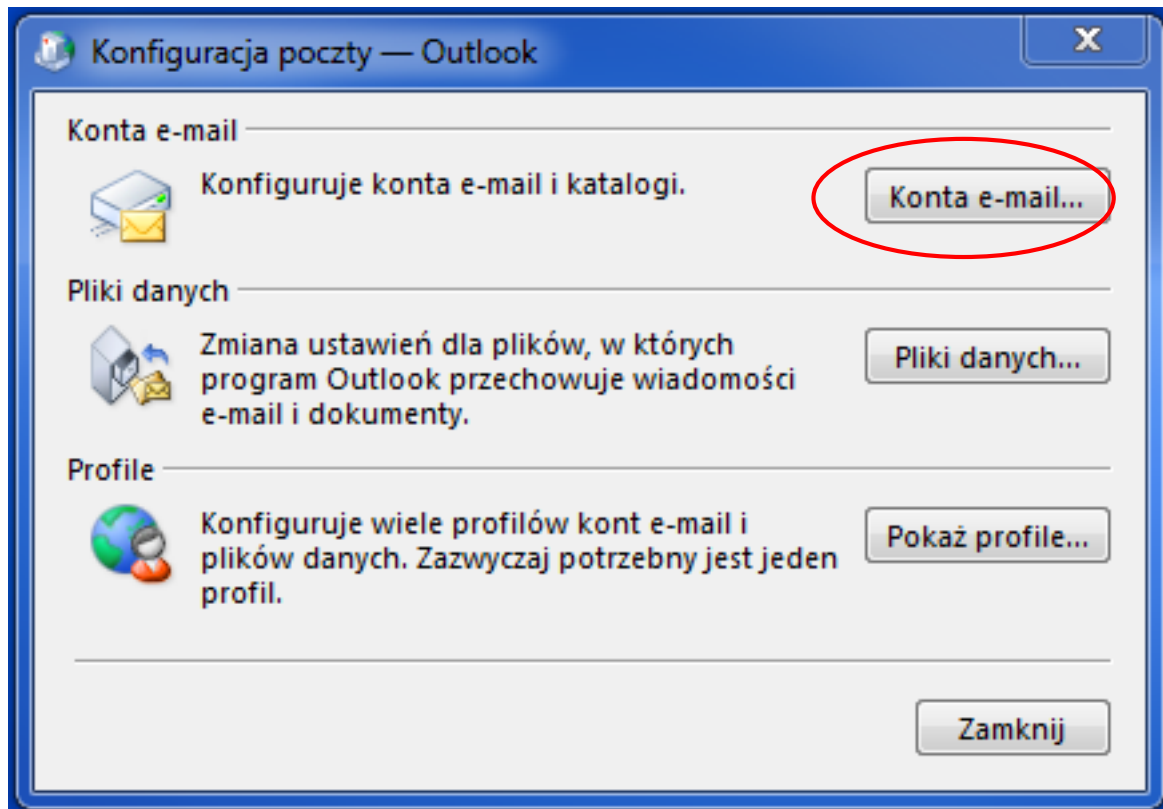 Konfiguracja poczty — Outlook
Konta e-mail
Konfiguruje konta e-mail i katalogi.
Konta e-mail...
Pliki danych
Zmiana ustawień dla plików, w których
program Outlook przechowuje wiadomości
e-mail i dokumenty.
Pliki danych...
Profile
Konfiguruje wiele profilów kont e-mail i
plików danych. Zazwyczaj potrzebny jest jeden
profil.
Pokaż profile...
Zamknij